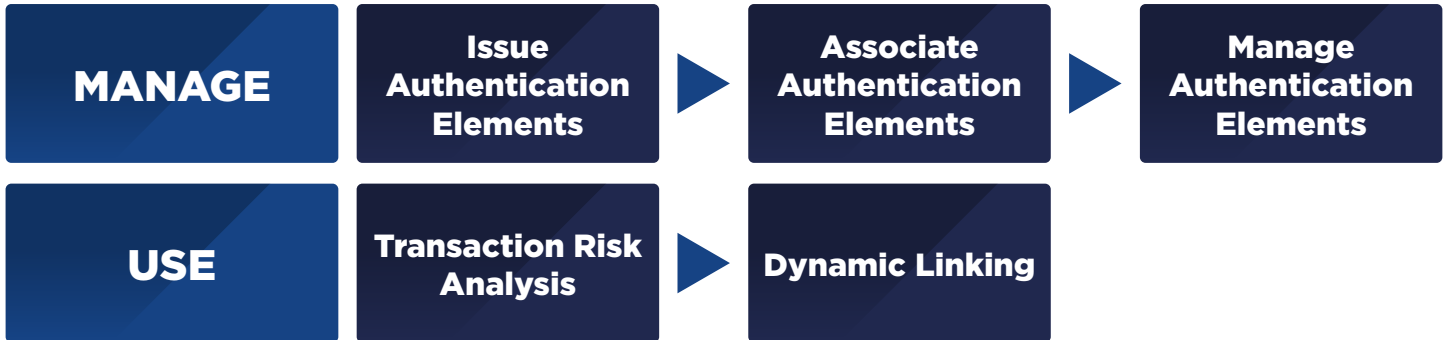 MANAGE
Issue
Authentication
Elements
Associate
Authentication
Elements
Manage
Authentication
Elements
USE
Transaction Risk
Analysis
Dynamic Linking